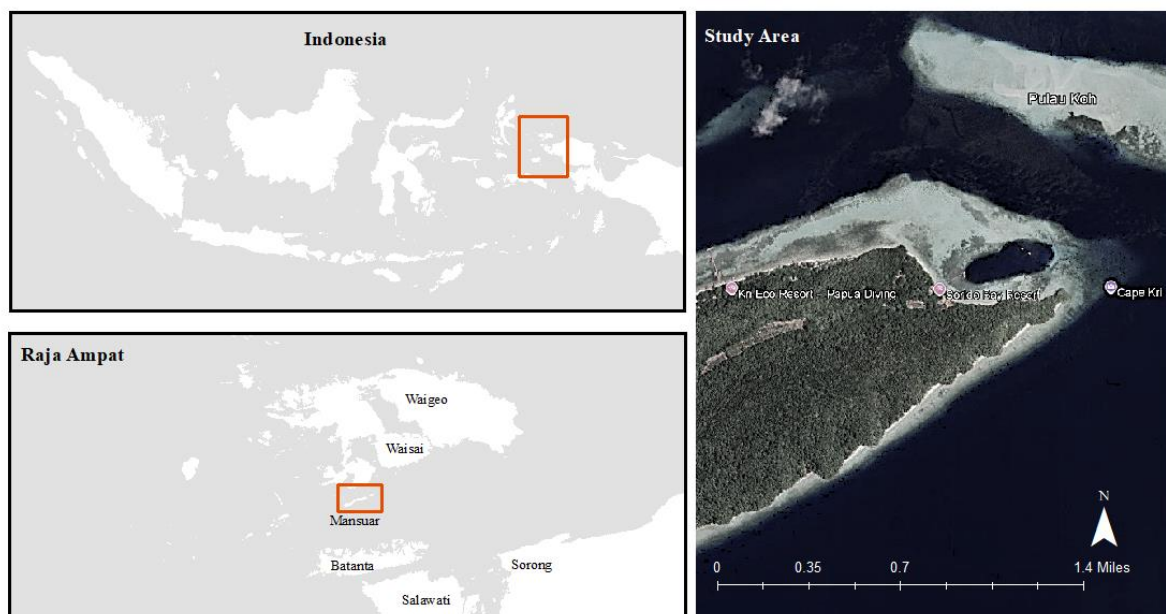 Indonesia
Raja Ampat
Waigeo
Waisai
Mansuar
Batanta
Sorong
Salawati
Study Area
Pulau Koh
Kri Eco Resort - Papua Diving
Sorido Bay Resort
Cape Kri
N
0 0.35 0.7 1.4 Miles